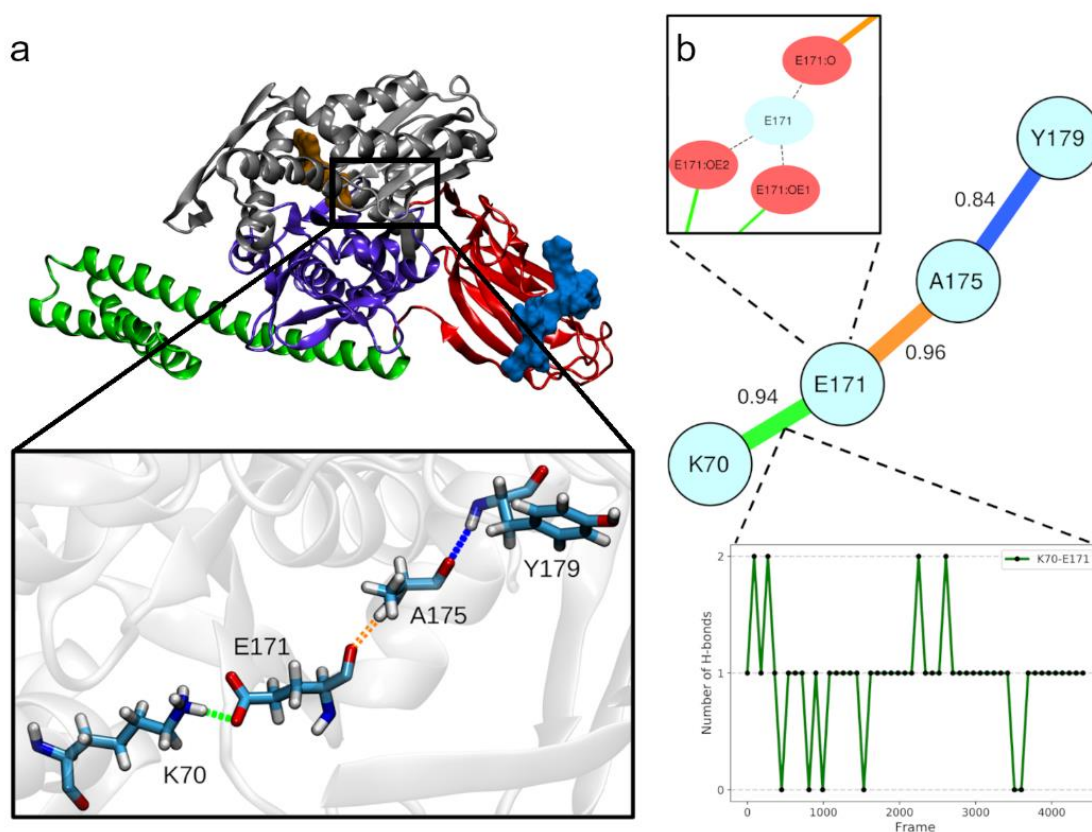 a
E171
K70
A175
Y179
b
E171:O
E171
E171:OE2
E171:OE1
Y179
0.84
A175
0.96
E171
0.94
K70
K70-E171
Number of H-bonds
2
1
0
0
1000
2000
3000
4000
Frame